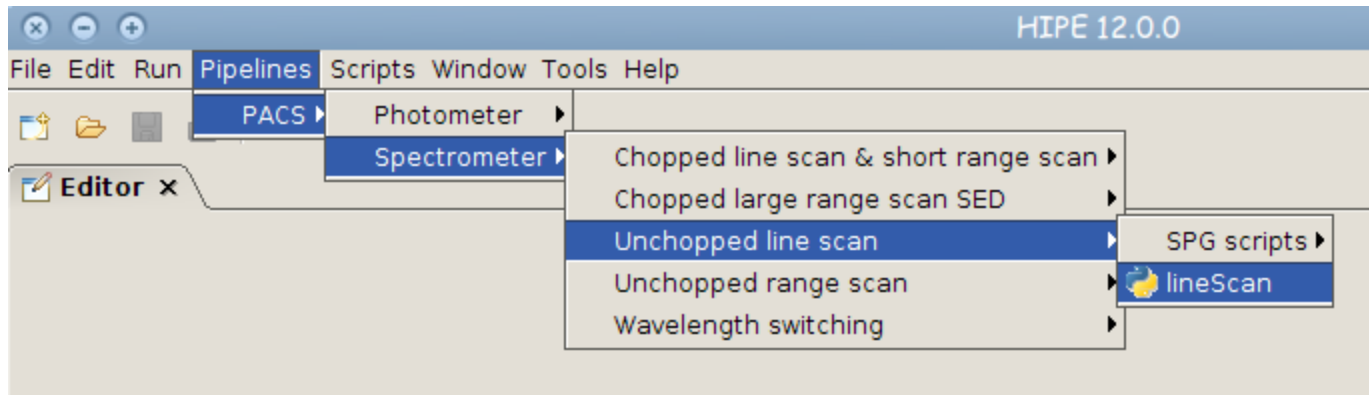 HIPE 12.0.0
File Edit Run Pipelines Scripts Window Tools Help
PACS
Photometer
Spectrometer
Editor
Chopped line scan & short range scan
Chopped large range scan SED
Unchopped line scan
SPG scripts
Unchopped range scan
lineScan
Wavelength switching